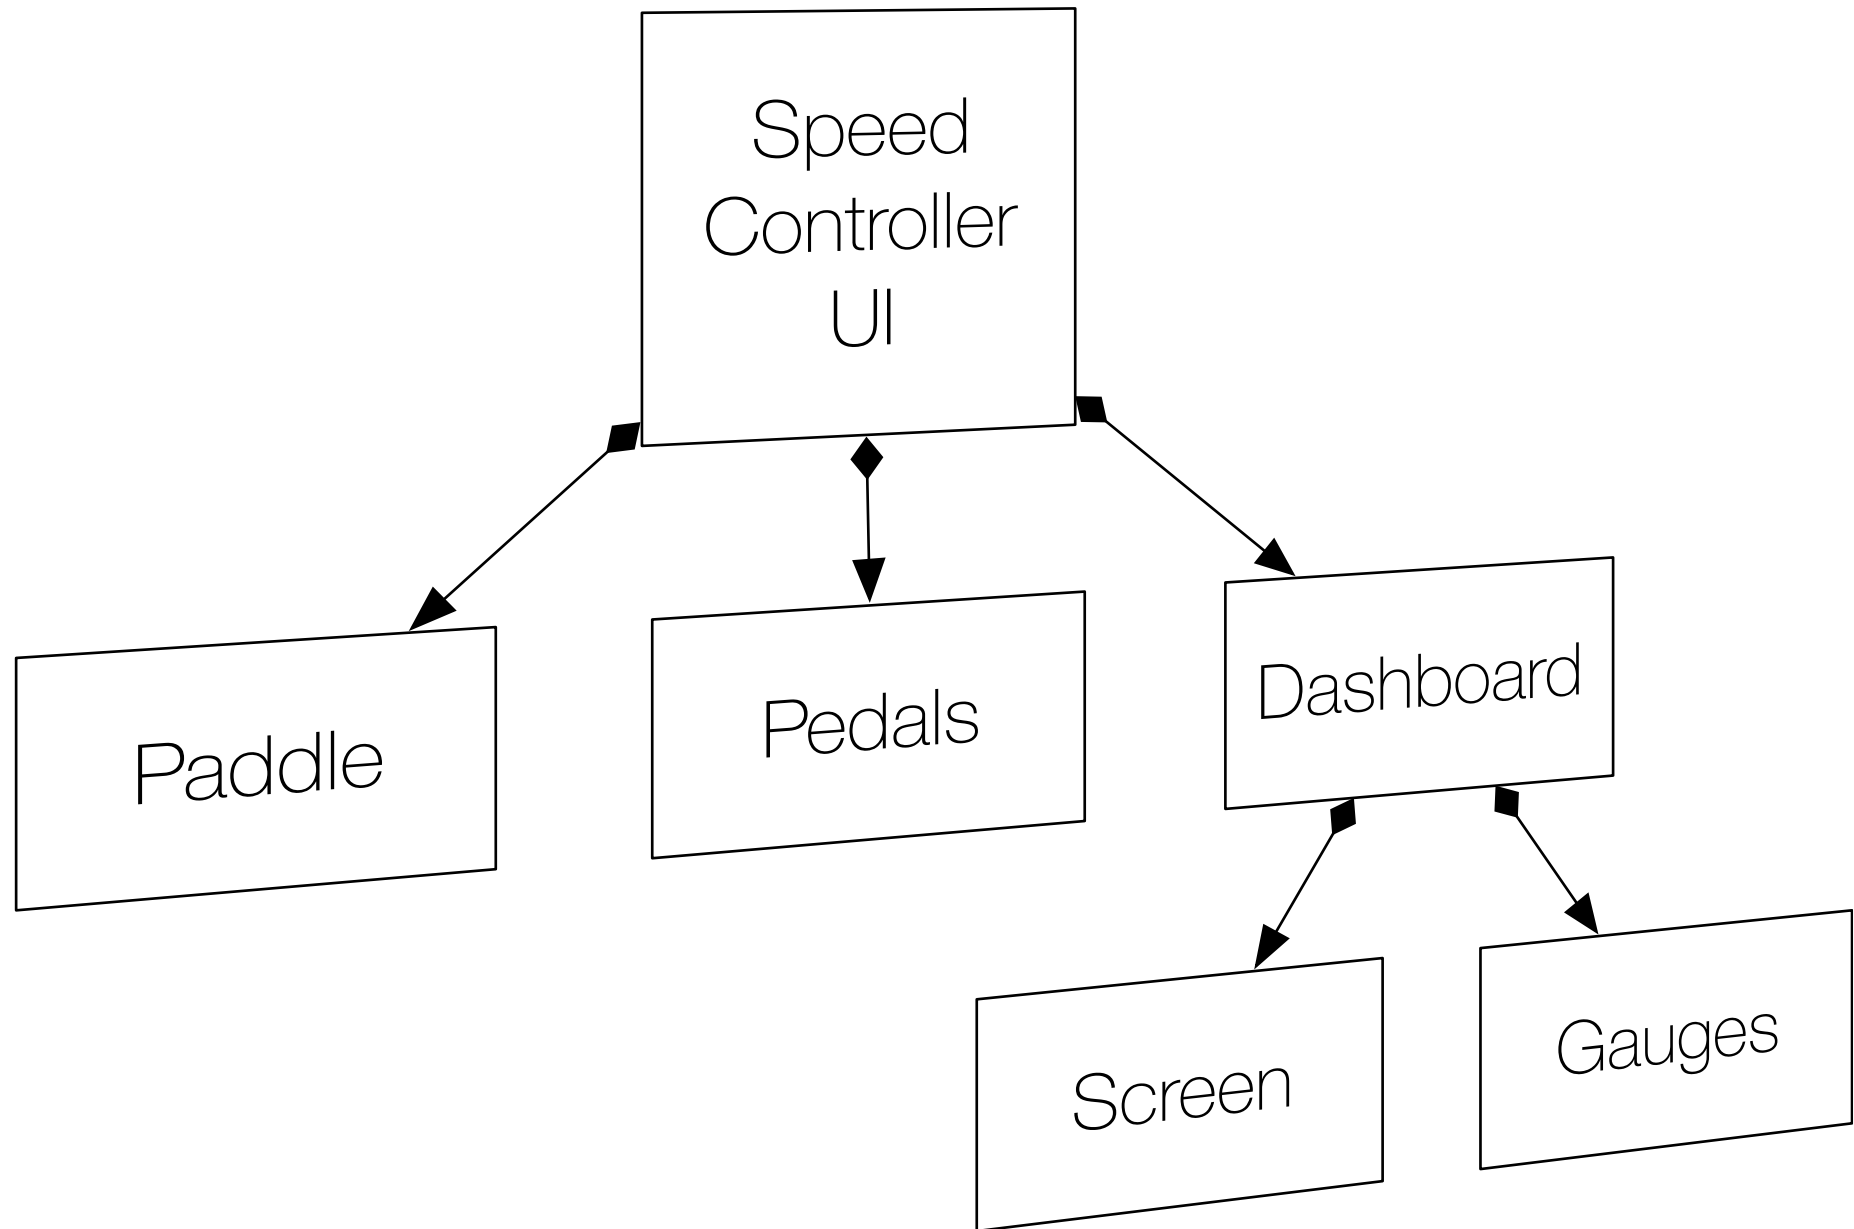 Speed
Controller
UI
Paddle
Pedals
Dashboard
Screen
Gauges